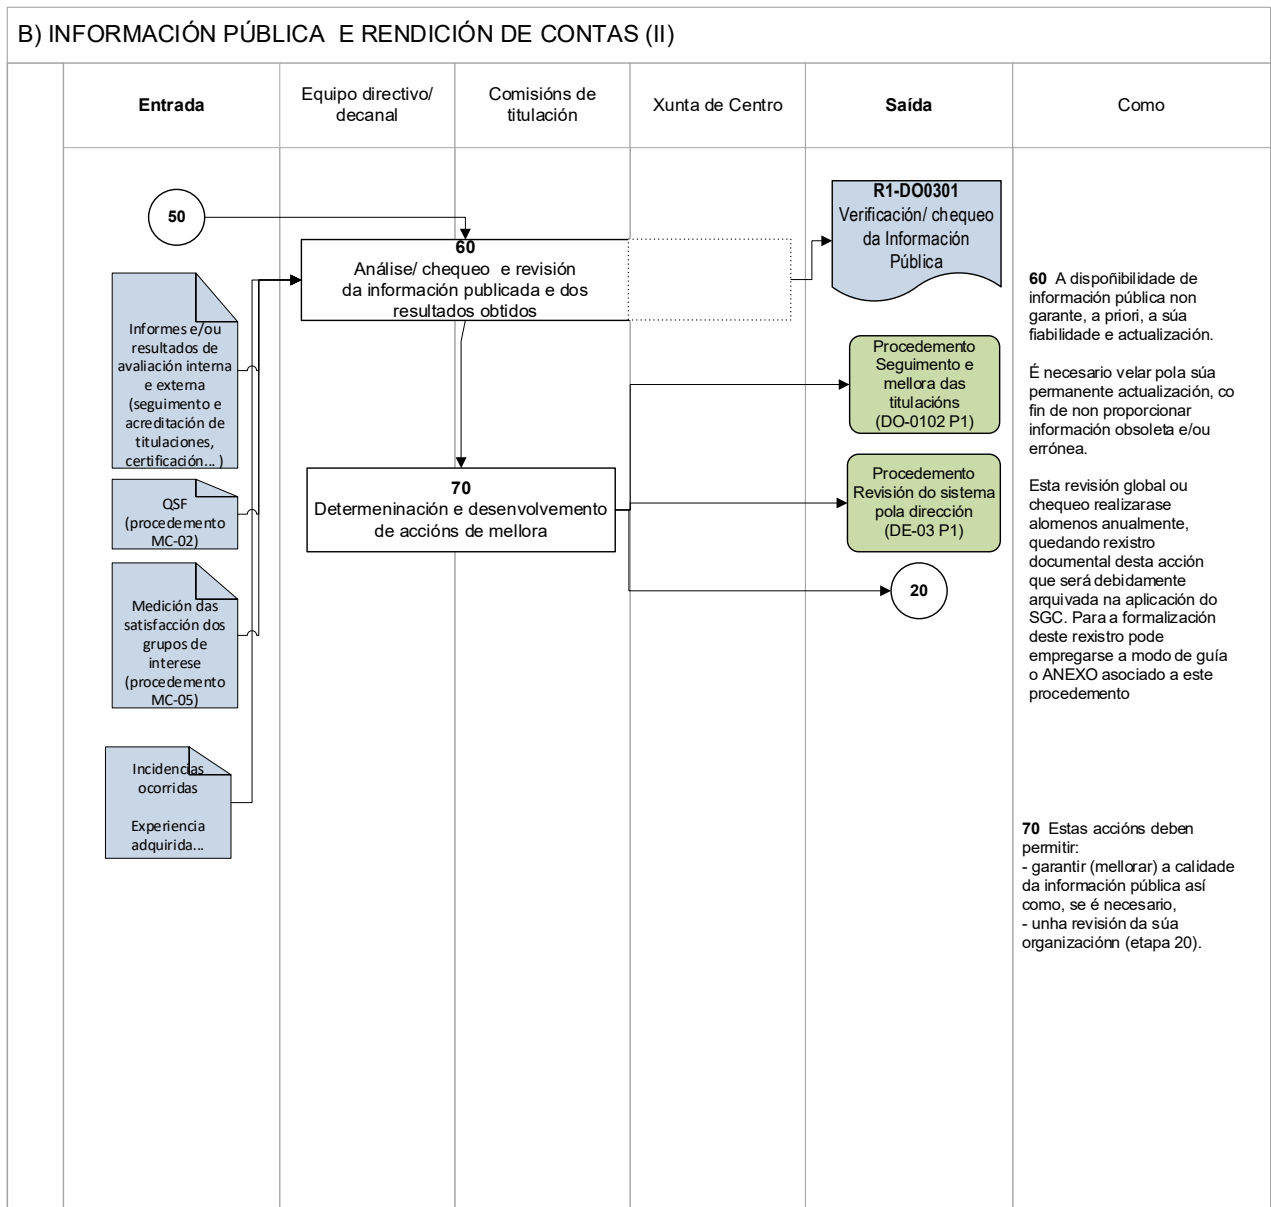 B) INFORMACIÓN PÚBLICA E RENDICIÓN DE CONTAS (II)
Entrada
Equipo directivo/
decanal
Comisións de
titulación
Xunta de Centro
Saída
Como
50
60
Análise/ chequeo e revisión
da información publicada e dos
resultados obtidos
R1-DO0301
Verificación/ chequeo
da Información
Pública
Informes e/ou
resultados de
avaliación interna
e externa
(seguimento e
acreditación de
titulaciones,
certificación... )
QSF
(procedemento
MC-02)
Medición das
satisfacción dos
grupos de
interese
(procedemento
MC-05)
Incidencias
ocorridas
Experiencia
adquirida...
70
Determeninación e desenvolvemento
de accións de mellora
Procedemento
Seguimento e
mellora das
titulacións
(DO-0102 P1)
Procedemento
Revisión do sistema
pola dirección
(DE-03 P1)
20
60 A dispoñibilidade de
información pública non
garante, a priori, a súa
fiabilidade e actualización.
É necesario velar pola súa
permanente actualización, co
fin de non proporcionar
información obsoleta e/ou
errónea.
Esta revisión global ou
chequeo realizarase
alomenos anualmente,
quedando rexistro
documental desta acción
que será debidamente
arquivada na aplicación do
SGC. Para a formalización
deste rexistro pode
empregarse a modo de guía
o ANEXO asociado a este
procedemento
70 Estas accións deben
permitir:
- garantir (mellorar) a calidade
da información pública así
como, se é necesario,
- unha revisión da súa
organizaciónn (etapa 20).